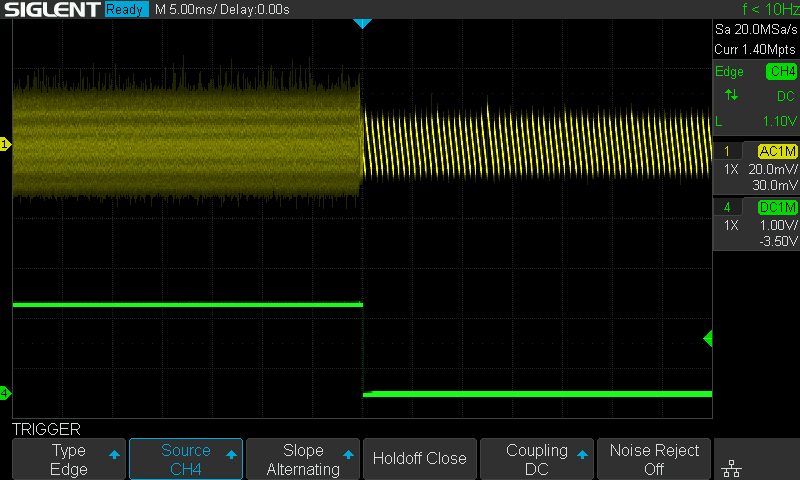 SIGLENT Ready M 5.00ms/ Delay:0.00s f < 10Hz
Sa 20.0MSa/s
Curr 1.40Mpts
Edge CH4
DC
L 1.10V
1 AC1M
1X 20.0mV/
30.0mV
4 DC1M
1X 1.00V/
-3.50V
1
4
TRIGGER
Type
Edge
Source
CH4
Slope
Alternating
Holdoff Close
Coupling
DC
Noise Reject
Off